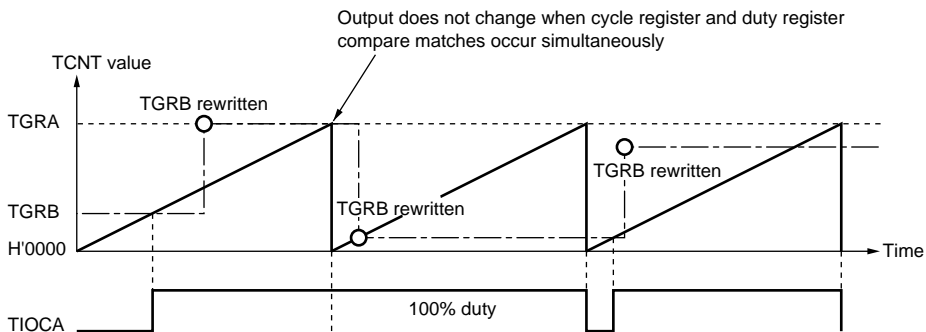 Output does not change when cycle register and duty register
compare matches occur simultaneously
TCNT value
TGRB rewritten
TGRA
TGRB rewritten
TGRB
TGRB rewritten
H'0000
Time
100% duty
TIOCA